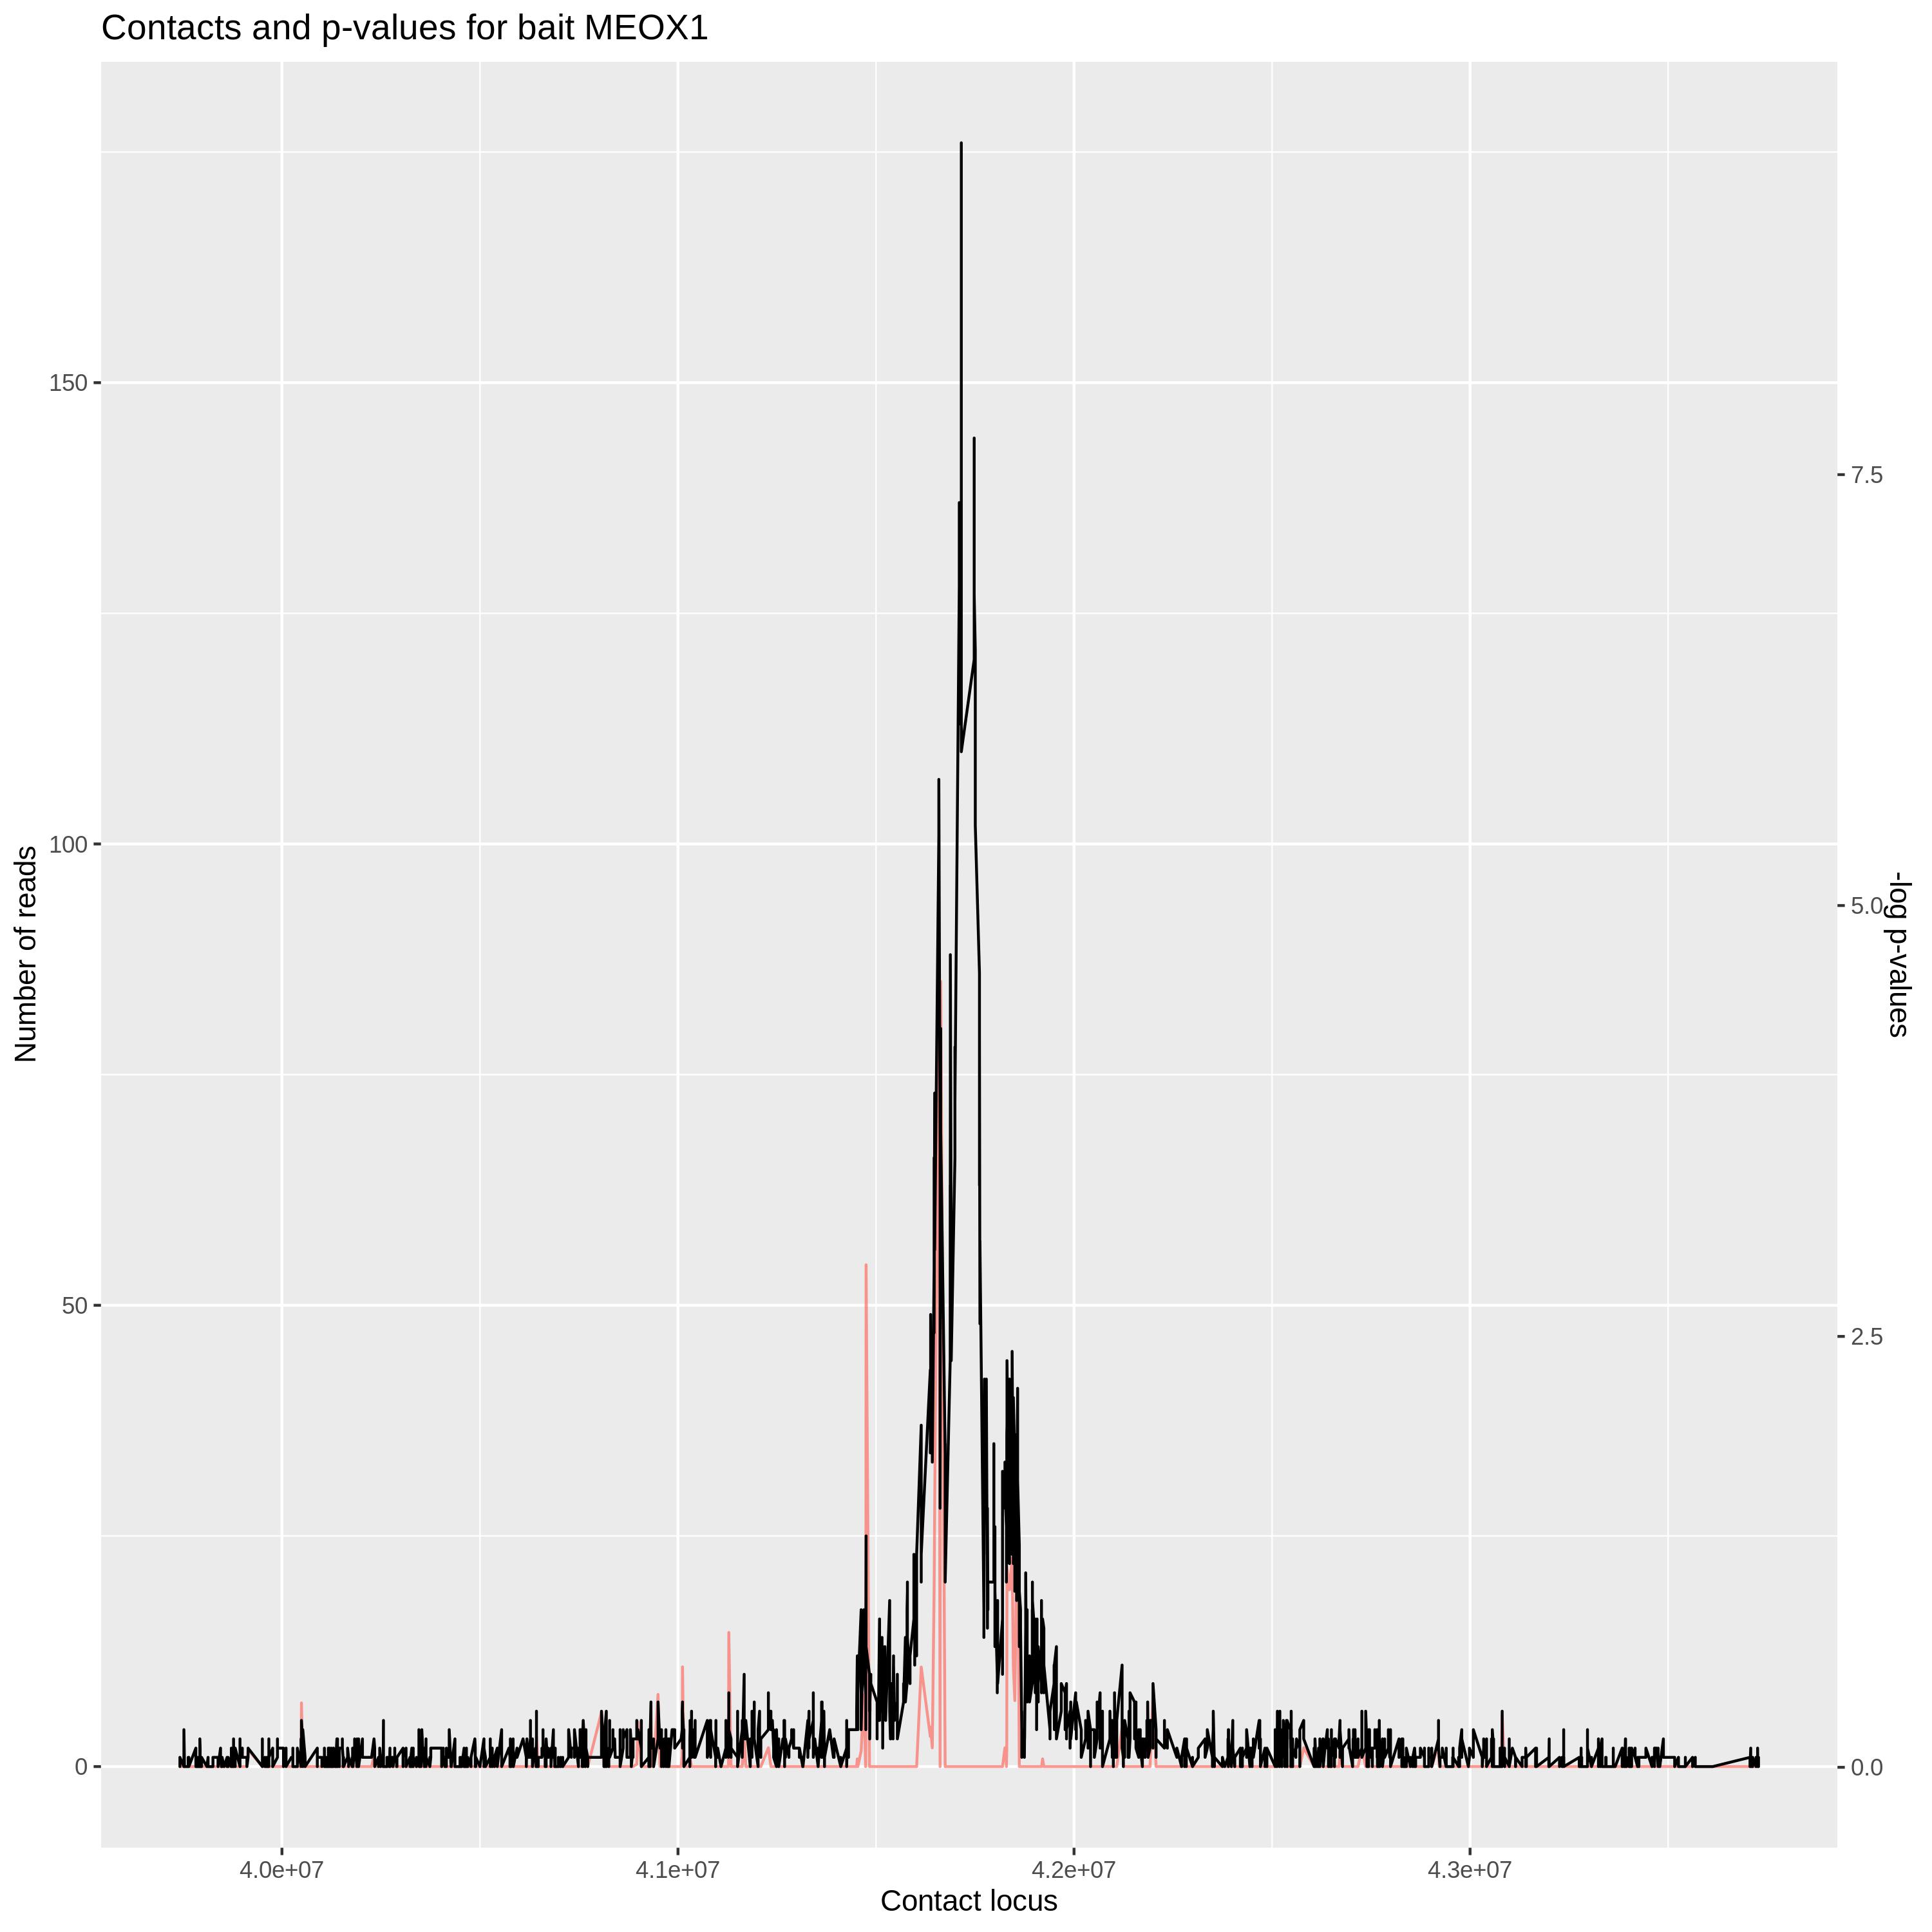 Contacts and p-values for bait MEOX1
150
100
50
0
Number of reads
7.5
5.0
2.5
0.0
-log p-values
4.0e+07
4.1e+07
4.2e+07
4.3e+07
Contact locus